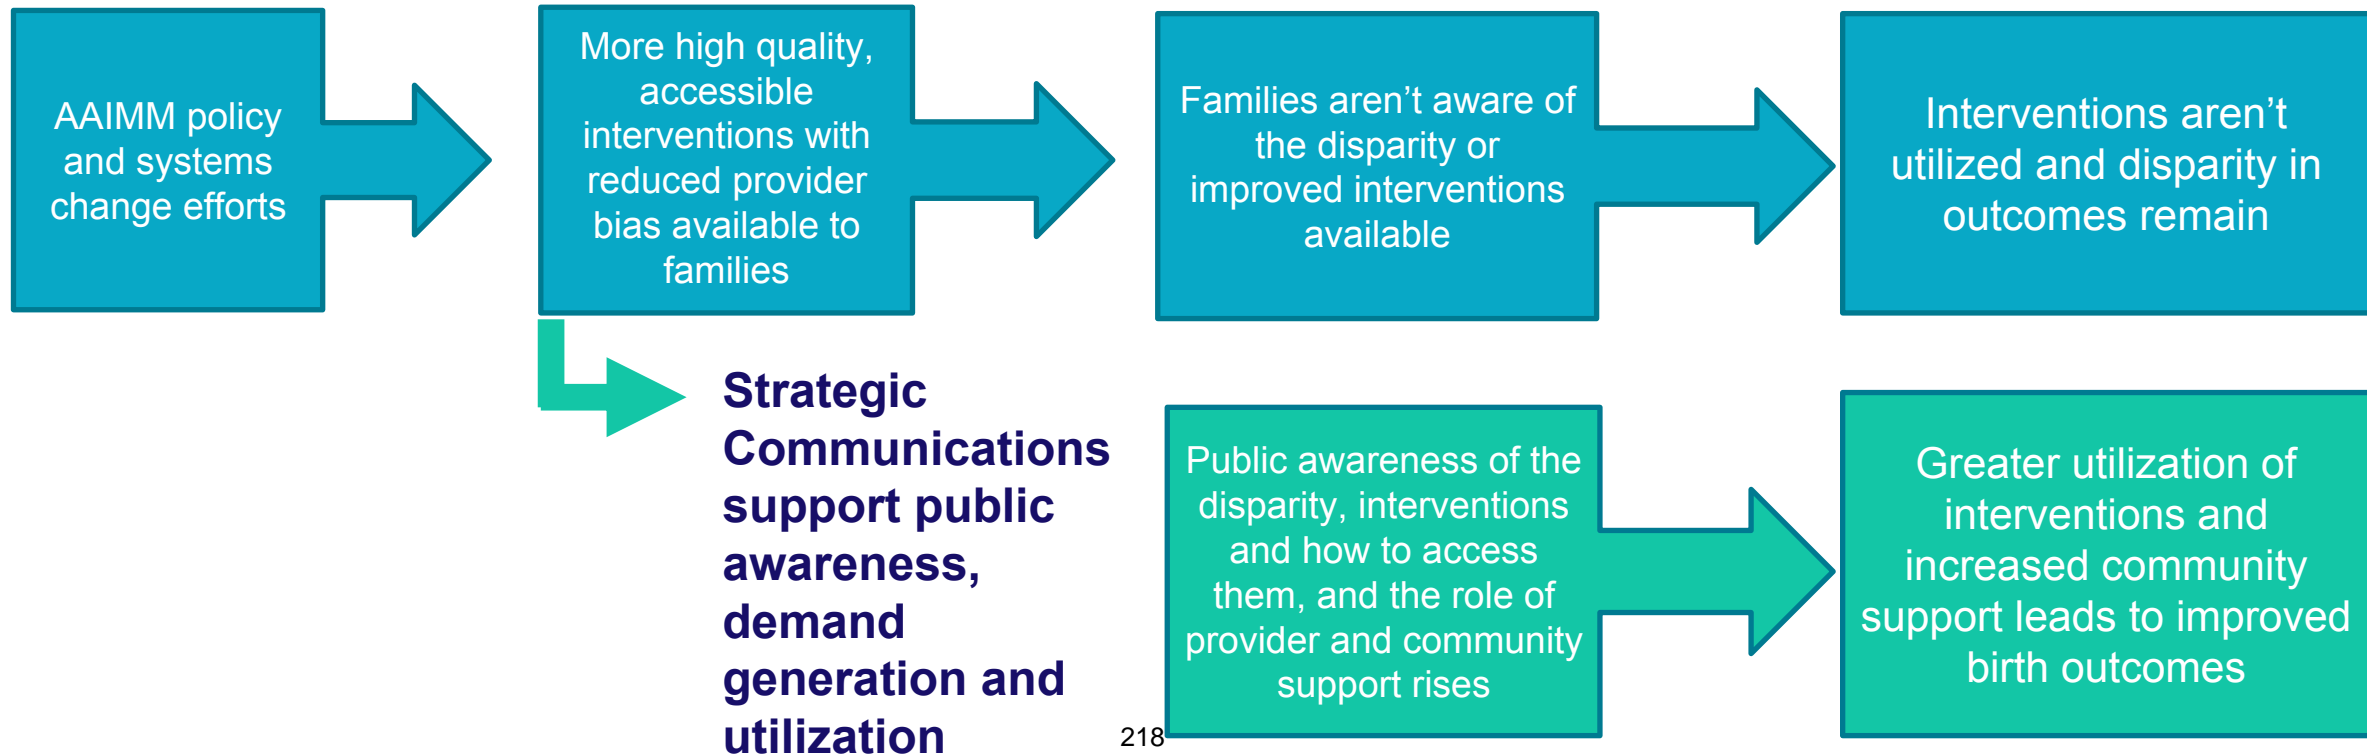 AAIMM policy
and systems
change efforts
More high quality,
accessible
interventions with
reduced provider
bias available to
families
Families aren’t aware of
the disparity or
improved interventions
available
Interventions aren’t
utilized and disparity in
outcomes remain
Strategic
Communications
support public
awareness,
demand
generation and
utilization
Public awareness of the
disparity, interventions
and how to access
them, and the role of
provider and community
support rises
Greater utilization of
interventions and
increased community
support leads to improved
birth outcomes
218